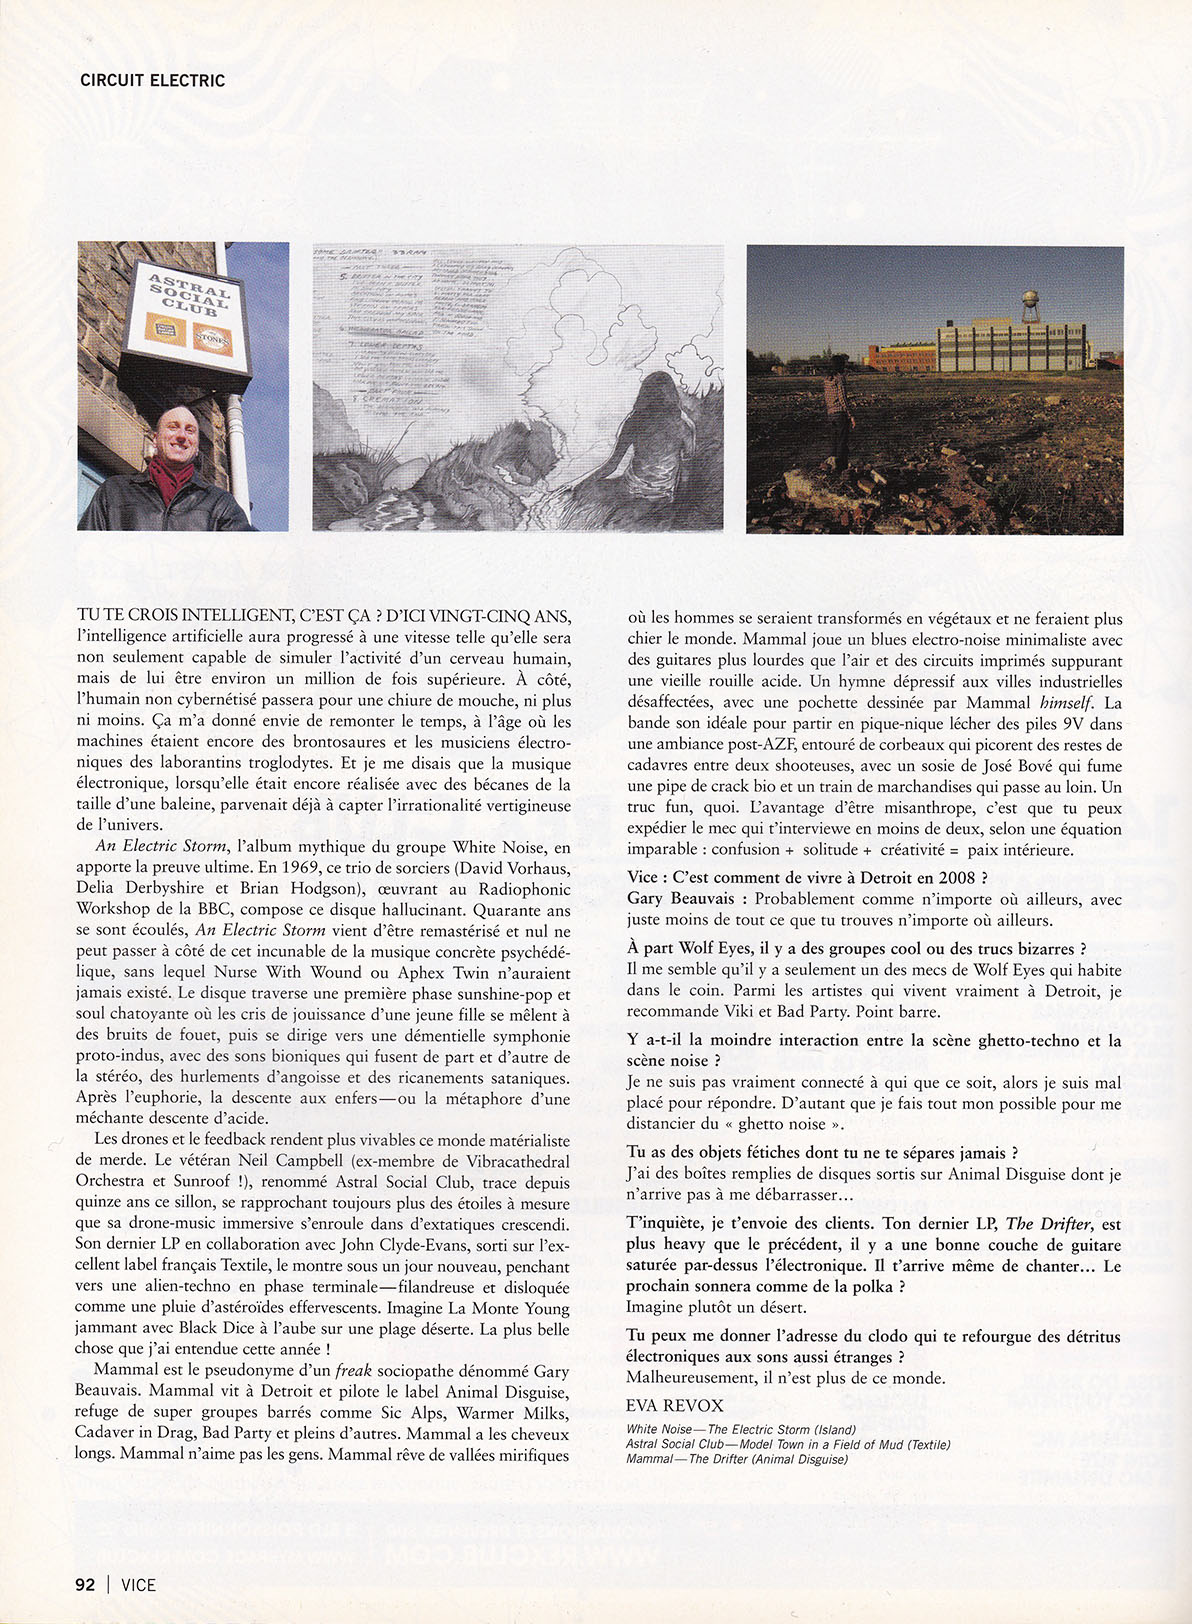 CIRCUIT ELECTRIC
ASTRAL
SOCIAL
CLUB
STONES
5. DRIFTER IN THE CITY
7. LOWER DEPTHS
8. CREMATION
TU TE CROIS INTELLIGENT, C'EST ÇA ? D'ICI VINGT-CINQ ANS,
l'intelligence artificielle aura progressé à une vitesse telle qu'elle sera
non seulement capable de simuler l'activité d'un cerveau humain,
mais de lui être environ un million de fois supérieure. À côté,
l'humain non cybernétisé passera pour une chiure de mouche, ni plus
ni moins. Ça m'a donné envie de remonter le temps, à l'âge où les
machines étaient encore des brontosaures et les musiciens électro-
niques des laborantins troglodytes. Et je me disais que la musique
électronique, lorsqu'elle était encore réalisée avec des bécanes de la
taille d'une baleine, parvenait déjà à capter l'irrationalité vertigineuse
de l'univers.
An Electric Storm, l'album mythique du groupe White Noise, en
apporte la preuve ultime. En 1969, ce trio de sorciers (David Vorhaus,
Delia Derbyshire et Brian Hodgson), œuvrant au Radiophonic
Workshop de la BBC, compose ce disque hallucinant. Quarante ans
se sont écoulés, An Electric Storm vient d'être remastérisé et nul ne
peut passer à côté de cet incunable de la musique concrète psychédé-
lique, sans lequel Nurse With Wound ou Aphex Twin n'auraient
jamais existé. Le disque traverse une première phase sunshine-pop et
soul chatoyante où les cris de jouissance d'une jeune fille se mêlent à
des bruits de fouet, puis se dirige vers une démentielle symphonie
proto-indus, avec des sons bioniques qui fusent de part et d'autre de
la stéréo, des hurlements d'angoisse et des ricanements sataniques.
Après l'euphorie, la descente aux enfers—ou la métaphore d'une
méchante descente d'acide.
Les drones et le feedback rendent plus vivables ce monde matérialiste
de merde. Le vétéran Neil Campbell (ex-membre de Vibracathedral
Orchestra et Sunroof !), renommé Astral Social Club, trace depuis
quinze ans ce sillon, se rapprochant toujours plus des étoiles à mesure
que sa drone-music immersive s'enroule dans d'extatiques crescendi.
Son dernier LP en collaboration avec John Clyde-Evans, sorti sur l'ex-
cellent label français Textile, le montre sous un jour nouveau, penchant
vers une alien-techno en phase terminale—filandreuse et disloquée
comme une pluie d'astéroïdes effervescents. Imagine La Monte Young
jammant avec Black Dice à l'aube sur une plage déserte. La plus belle
chose que j'ai entendue cette année !
Mammal est le pseudonyme d'un freak sociopathe dénommé Gary
Beauvais. Mammal vit à Detroit et pilote le label Animal Disguise,
refuge de super groupes barrés comme Sic Alps, Warmer Milks,
Cadaver in Drag, Bad Party et pleins d'autres. Mammal a les cheveux
longs. Mammal n'aime pas les gens. Mammal rêve de vallées mirifiques
où les hommes se seraient transformés en végétaux et ne feraient plus
chier le monde. Mammal joue un blues electro-noise minimaliste avec
des guitares plus lourdes que l'air et des circuits imprimés suppurant
une vieille rouille acide. Un hymne dépressif aux villes industrielles
désaffectées, avec une pochette dessinée par Mammal himself. La
bande son idéale pour partir en pique-nique lécher des piles 9V dans
une ambiance post-AZF, entouré de corbeaux qui picorent des restes de
cadavres entre deux shooteuses, avec un sosie de José Bové qui fume
une pipe de crack bio et un train de marchandises qui passe au loin. Un
truc fun, quoi. L'avantage d'être misanthrope, c'est que tu peux
expédier le mec qui t'interviewe en moins de deux, selon une équation
imparable : confusion + solitude + créativité = paix intérieure.
Vice : C'est comment de vivre à Detroit en 2008 ?
Gary Beauvais : Probablement comme n'importe où ailleurs, avec
juste moins de tout ce que tu trouves n'importe où ailleurs.
À part Wolf Eyes, il y a des groupes cool ou des trucs bizarres ?
Il me semble qu'il y a seulement un des mecs de Wolf Eyes qui habite
dans le coin. Parmi les artistes qui vivent vraiment à Detroit, je
recommande Viki et Bad Party. Point barre.
Y a-t-il la moindre interaction entre la scène ghetto-techno et la
scène noise ?
Je ne suis pas vraiment connecté à qui que ce soit, alors je suis mal
placé pour répondre. D'autant que je fais tout mon possible pour me
distancier du « ghetto noise ».
Tu as des objets fétiches dont tu ne te sépares jamais ?
J'ai des boîtes remplies de disques sortis sur Animal Disguise dont je
n'arrive pas à me débarrasser…
T'inquiète, je t'envoie des clients. Ton dernier LP, The Drifter, est
plus heavy que le précédent, il y a une bonne couche de guitare
saturée par-dessus l'électronique. Il t'arrive même de chanter… Le
prochain sonnera comme de la polka ?
Imagine plutôt un désert.
Tu peux me donner l'adresse du clodo qui te refourgue des détritus
électroniques aux sons aussi étranges ?
Malheureusement, il n'est plus de ce monde.
EVA REVOX
White Noise—The Electric Storm (Island)
Astral Social Club—Model Town in a Field of Mud (Textile)
Mammal—The Drifter (Animal Disguise)
92 | VICE